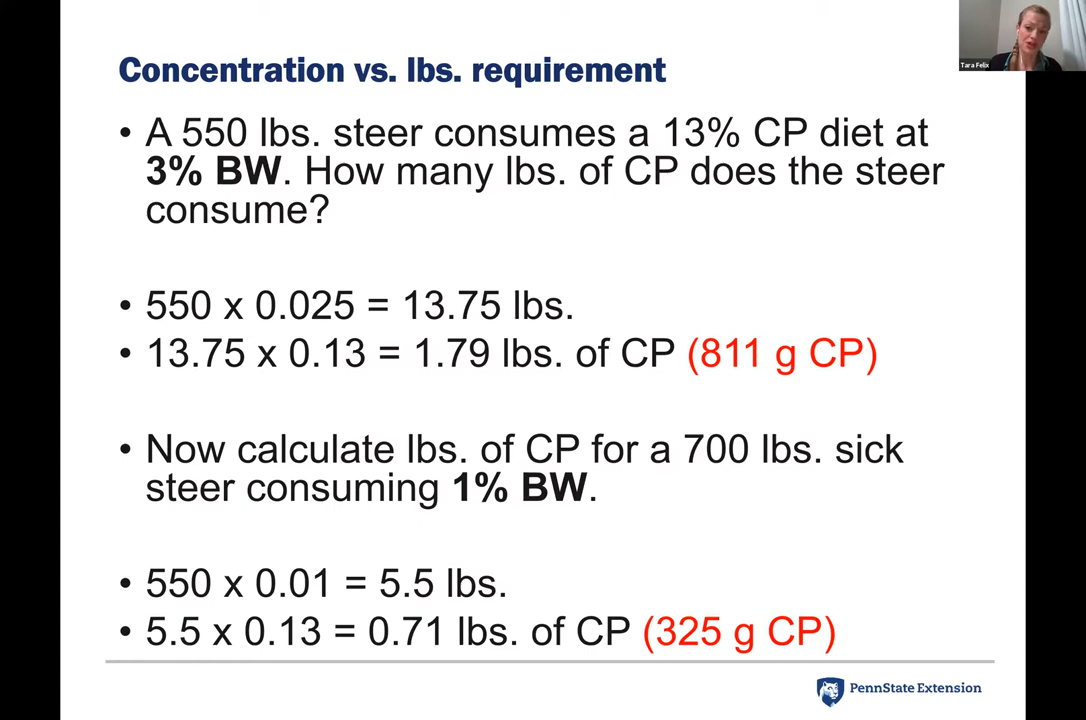 Tara Felix
Concentration vs. lbs. requirement
• A 550 lbs. steer consumes a 13% CP diet at
3% BW. How many lbs. of CP does the steer
consume?
• 550 x 0.025 = 13.75 lbs.
• 13.75 x 0.13 = 1.79 lbs. of CP (811 g CP)
• Now calculate lbs. of CP for a 700 lbs. sick
steer consuming 1% BW.
• 550 x 0.01 = 5.5 lbs.
• 5.5 x 0.13 = 0.71 lbs. of CP (325 g CP)
PennState Extension